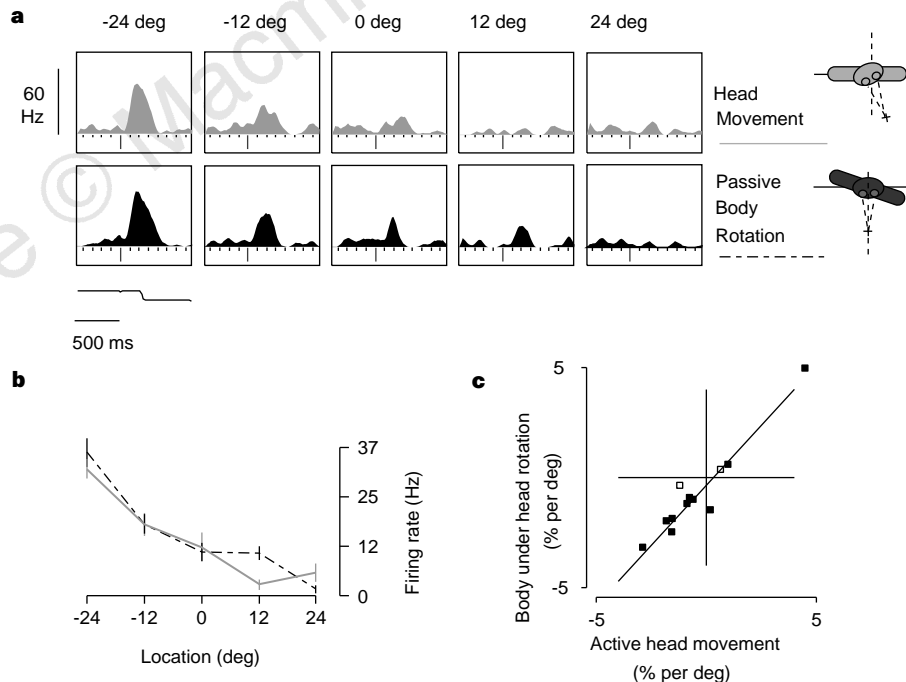 a
-24 deg -12 deg 0 deg 12 deg 24 deg
60
Hz
Head
Movement
Passive
Body
Rotation
500 ms
b
37
25
12
0
Firing rate (Hz)
-24 -12 0 12 24
Location (deg)
c
5
-5
Body under head rotation
(% per deg)
-5 5
Active head movement
(% per deg)
e © Macm